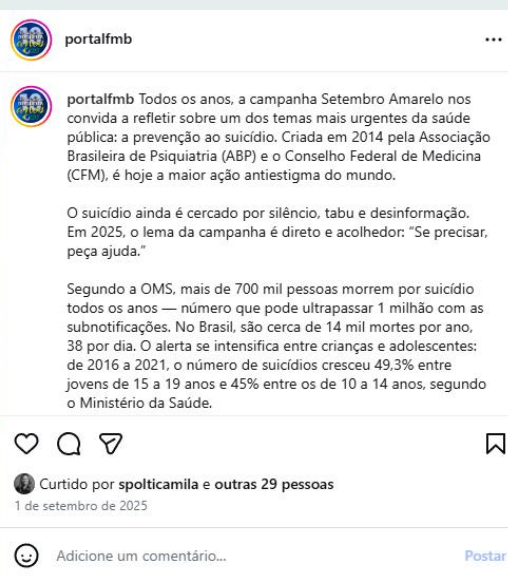 portalfmb
portalfmb Todos os anos, a campanha Setembro Amarelo nos
convida a refletir sobre um dos temas mais urgentes da saúde
pública: a prevenção ao suicídio. Criada em 2014 pela Associação
Brasileira de Psiquiatria (ABP) e o Conselho Federal de Medicina
(CFM), é hoje a maior ação antiestigma do mundo.
O suicídio ainda é cercado por silêncio, tabu e desinformação.
Em 2025, o lema da campanha é direto e acolhedor: “Se precisar,
peça ajuda.”
Segundo a OMS, mais de 700 mil pessoas morrem por suicídio
todos os anos — número que pode ultrapassar 1 milhão com as
subnotificações. No Brasil, são cerca de 14 mil mortes por ano,
38 por dia. O alerta se intensifica entre crianças e adolescentes:
de 2016 a 2021, o número de suicídios cresceu 49,3% entre
jovens de 15 a 19 anos e 45% entre os de 10 a 14 anos, segundo
o Ministério da Saúde.
Curtido por spolticamila e outras 29 pessoas
1 de setembro de 2025
Adicione um comentário...
Postar